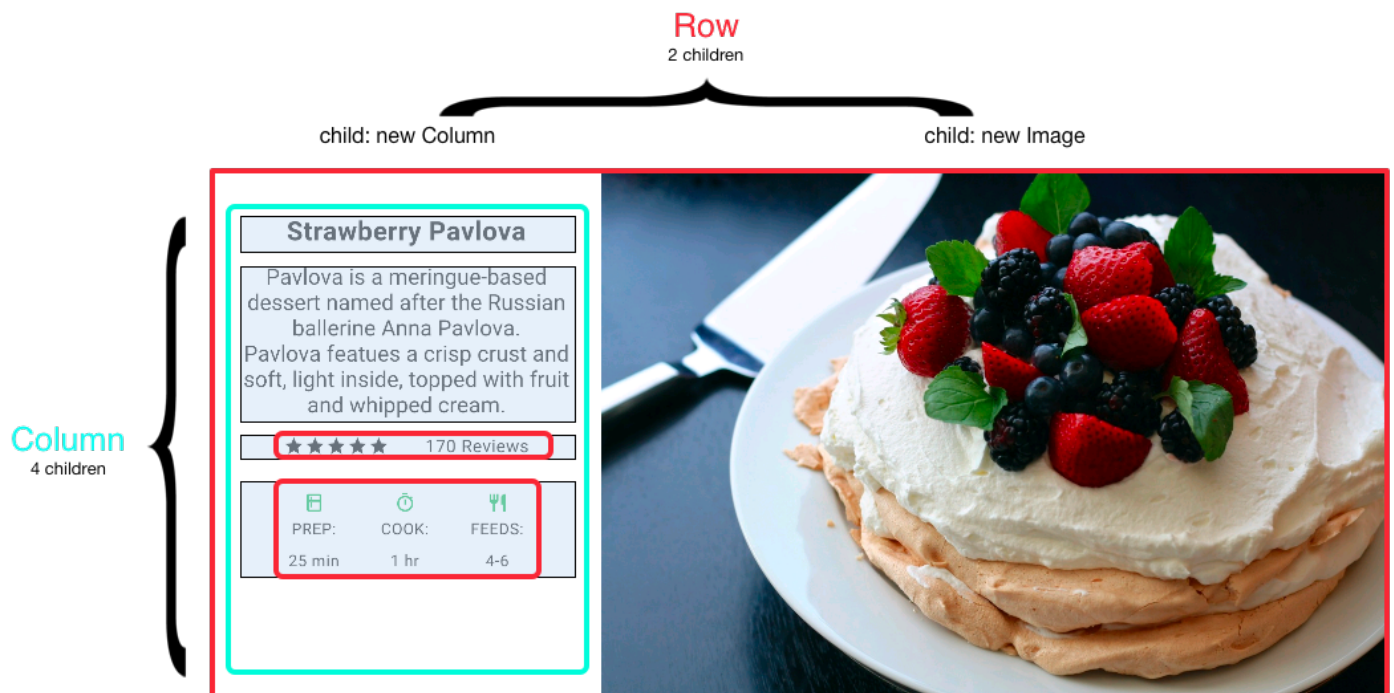 Row
2 children
child: new Column
child: new Image
Column
4 children
Strawberry Pavlova
Pavlova is a meringue-based
dessert named after the Russian
ballerine Anna Pavlova.
Pavlova featues a crisp crust and
soft, light inside, topped with fruit
and whipped cream.
170 Reviews
PREP: COOK: FEEDS:
25 min 1 hr 4-6